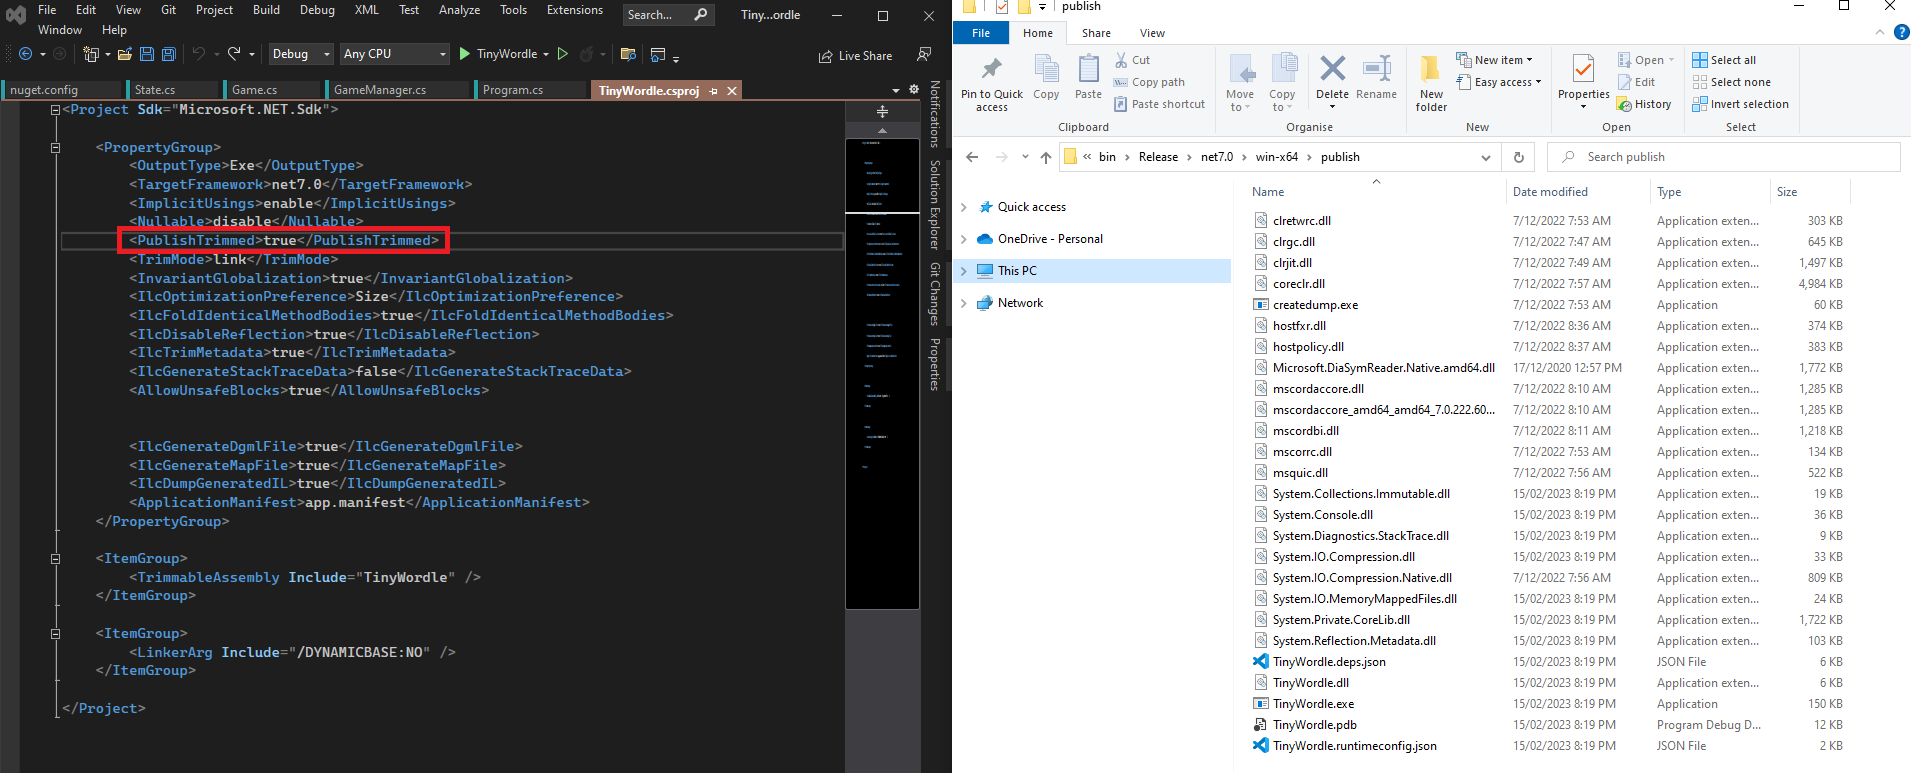 File Edit View Git Project Build Debug XML Test Analyze Tools Extensions Search... Tiny...ordle
Window Help
Debug Any CPU TinyWordle Live Share
nuget.config State.cs Game.cs GameManager.cs Program.cs TinyWordle.csproj
<Project Sdk="Microsoft.NET.Sdk">
<PropertyGroup>
<OutputType>Exe</OutputType>
<TargetFramework>net7.0</TargetFramework>
<ImplicitUsings>enable</ImplicitUsings>
<Nullable>disable</Nullable>
<PublishTrimmed>true</PublishTrimmed>
<TrimMode>link</TrimMode>
<InvariantGlobalization>true</InvariantGlobalization>
<IlcOptimizationPreference>Size</IlcOptimizationPreference>
<IlcFoldIdenticalMethodBodies>true</IlcFoldIdenticalMethodBodies>
<IlcDisableReflection>true</IlcDisableReflection>
<IlcTrimMetadata>true</IlcTrimMetadata>
<IlcGenerateStackTraceData>false</IlcGenerateStackTraceData>
<AllowUnsafeBlocks>true</AllowUnsafeBlocks>
<IlcGenerateDgmlFile>true</IlcGenerateDgmlFile>
<IlcGenerateMapFile>true</IlcGenerateMapFile>
<IlcDumpGeneratedIL>true</IlcDumpGeneratedIL>
<ApplicationManifest>app.manifest</ApplicationManifest>
</PropertyGroup>
<ItemGroup>
<TrimmableAssembly Include="TinyWordle" />
</ItemGroup>
<ItemGroup>
<LinkerArg Include="/DYNAMICBASE:NO" />
</ItemGroup>
</Project>
Notifications
Solution Explorer
Git Changes
Properties
publish
File Home Share View
Pin to Quick access
Copy
Paste
Cut
Copy path
Paste shortcut
Clipboard
Move to
Copy to
Delete
Rename
Organise
New folder
New item
Easy access
New
Properties
Open
Edit
History
Open
Select all
Select none
Invert selection
Select
« bin › Release › net7.0 › win-x64 › publish
Search publish
Quick access
OneDrive - Personal
This PC
Network
Name Date modified Type Size
clretwrc.dll 7/12/2022 7:53 AM Application exten... 303 KB
clrgc.dll 7/12/2022 7:47 AM Application exten... 645 KB
clrjit.dll 7/12/2022 7:49 AM Application exten... 1,497 KB
coreclr.dll 7/12/2022 7:57 AM Application exten... 4,984 KB
createdump.exe 7/12/2022 7:53 AM Application 60 KB
hostfxr.dll 7/12/2022 8:36 AM Application exten... 374 KB
hostpolicy.dll 7/12/2022 8:37 AM Application exten... 383 KB
Microsoft.DiaSymReader.Native.amd64.dll 17/12/2020 12:57 PM Application exten... 1,772 KB
mscordaccore.dll 7/12/2022 8:10 AM Application exten... 1,285 KB
mscordaccore_amd64_amd64_7.0.222.60... 7/12/2022 8:10 AM Application exten... 1,285 KB
mscordbi.dll 7/12/2022 8:11 AM Application exten... 1,218 KB
mscorrc.dll 7/12/2022 7:53 AM Application exten... 134 KB
msquic.dll 7/12/2022 7:56 AM Application exten... 522 KB
System.Collections.Immutable.dll 15/02/2023 8:19 PM Application exten... 19 KB
System.Console.dll 15/02/2023 8:19 PM Application exten... 36 KB
System.Diagnostics.StackTrace.dll 15/02/2023 8:19 PM Application exten... 9 KB
System.IO.Compression.dll 15/02/2023 8:19 PM Application exten... 33 KB
System.IO.Compression.Native.dll 7/12/2022 7:56 AM Application exten... 809 KB
System.IO.MemoryMappedFiles.dll 15/02/2023 8:19 PM Application exten... 24 KB
System.Private.CoreLib.dll 15/02/2023 8:19 PM Application exten... 1,722 KB
System.Reflection.Metadata.dll 15/02/2023 8:19 PM Application exten... 103 KB
TinyWordle.deps.json 15/02/2023 8:19 PM JSON File 6 KB
TinyWordle.dll 15/02/2023 8:19 PM Application exten... 6 KB
TinyWordle.exe 15/02/2023 8:19 PM Application 150 KB
TinyWordle.pdb 15/02/2023 8:19 PM Program Debug D... 12 KB
TinyWordle.runtimeconfig.json 15/02/2023 8:19 PM JSON File 2 KB